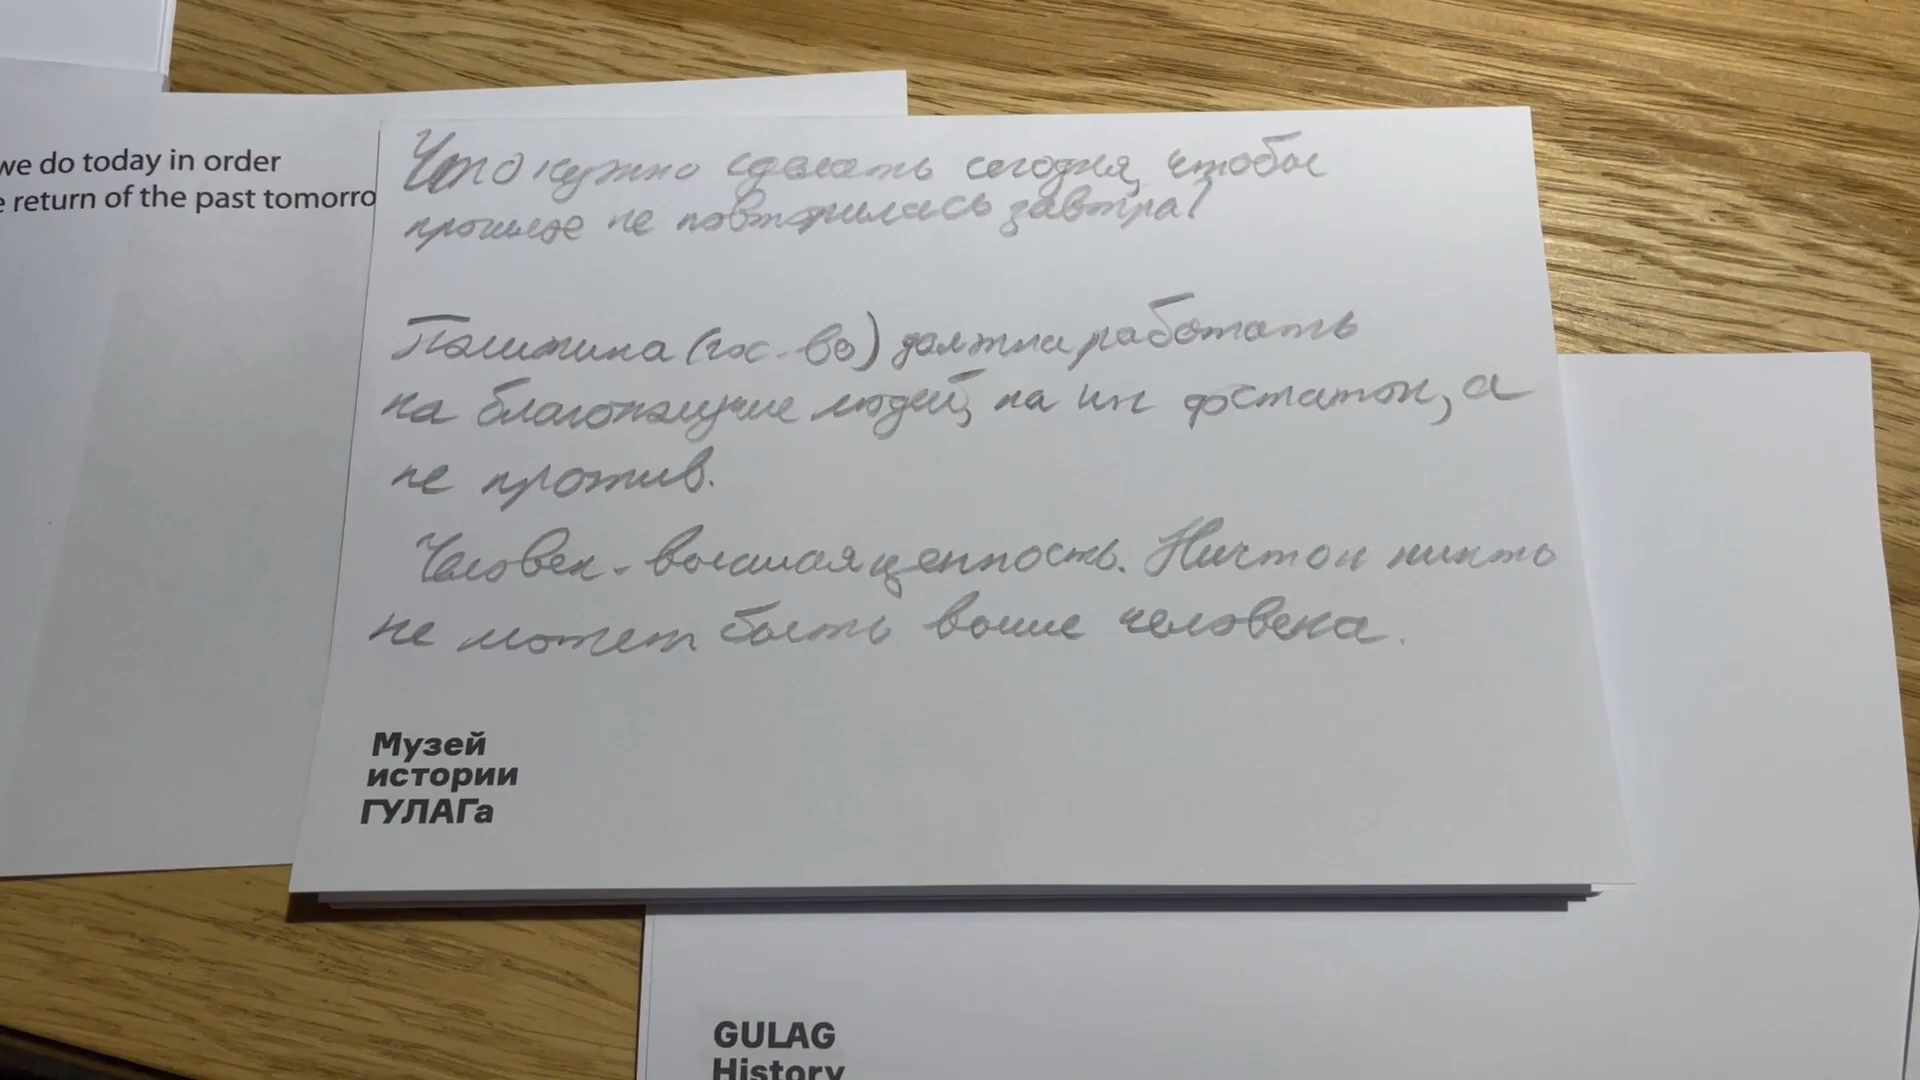 we do today in order
e return of the past tomorro
Что нужно сделать сегодня, чтобы
прошлое не повторилась завтра?
Политика (гос-во) должна работать
на благополучие людей, на их достаток, а
не против.
Человек - высшая ценность. Ничто и никто
не может быть выше человека.
Музей
истории
ГУЛАГа
GULAG
History